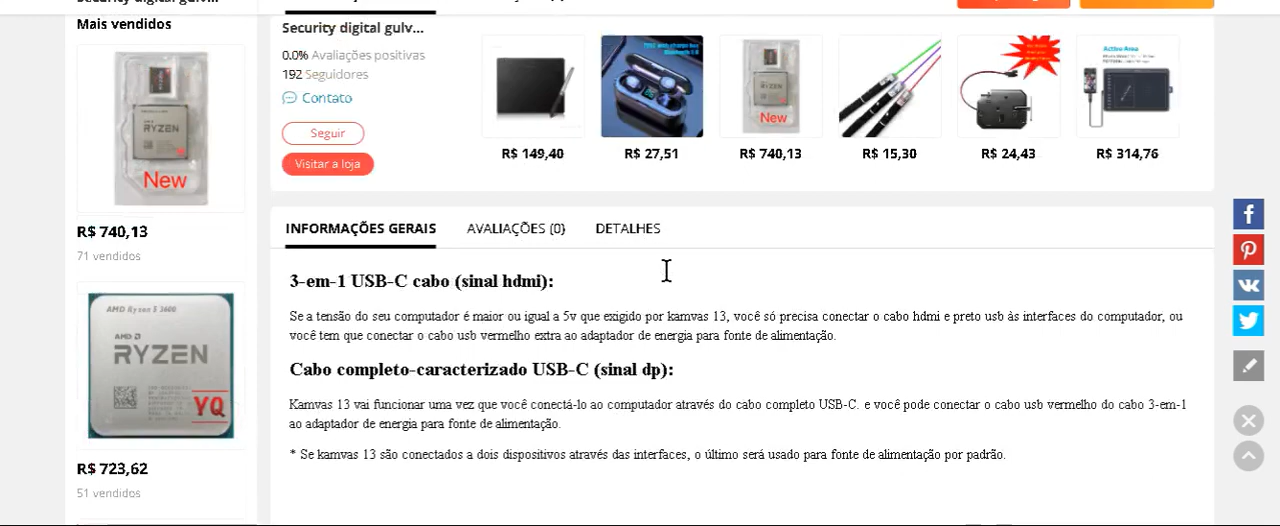 Security digital gulv...
Mais vendidos
New
R$ 740,13
71 vendidos
AMD Ryzen 5 3600
AMD
RYZEN
YQ
R$ 723,62
51 vendidos
Security digital gulv...
0.0% Avaliações positivas
192 Seguidores
Contato
Seguir
Visitar a loja
RYZEN
New
Active Area
R$ 149,40
R$ 27,51
R$ 740,13
R$ 15,30
R$ 24,43
R$ 314,76
INFORMAÇÕES GERAIS
AVALIAÇÕES (0)
DETALHES
3-em-1 USB-C cabo (sinal hdmi):
Se a tensão do seu computador é maior ou igual a 5v que exigido por kamvas 13, você só precisa conectar o cabo hdmi e preto usb às interfaces do computador, ou
você tem que conectar o cabo usb vermelho extra ao adaptador de energia para fonte de alimentação.
Cabo completo-caracterizado USB-C (sinal dp):
Kamvas 13 vai funcionar uma vez que você conectá-lo ao computador através do cabo completo USB-C. e você pode conectar o cabo usb vermelho do cabo 3-em-1
ao adaptador de energia para fonte de alimentação.
* Se kamvas 13 são conectados a dois dispositivos através das interfaces, o último será usado para fonte de alimentação por padrão.